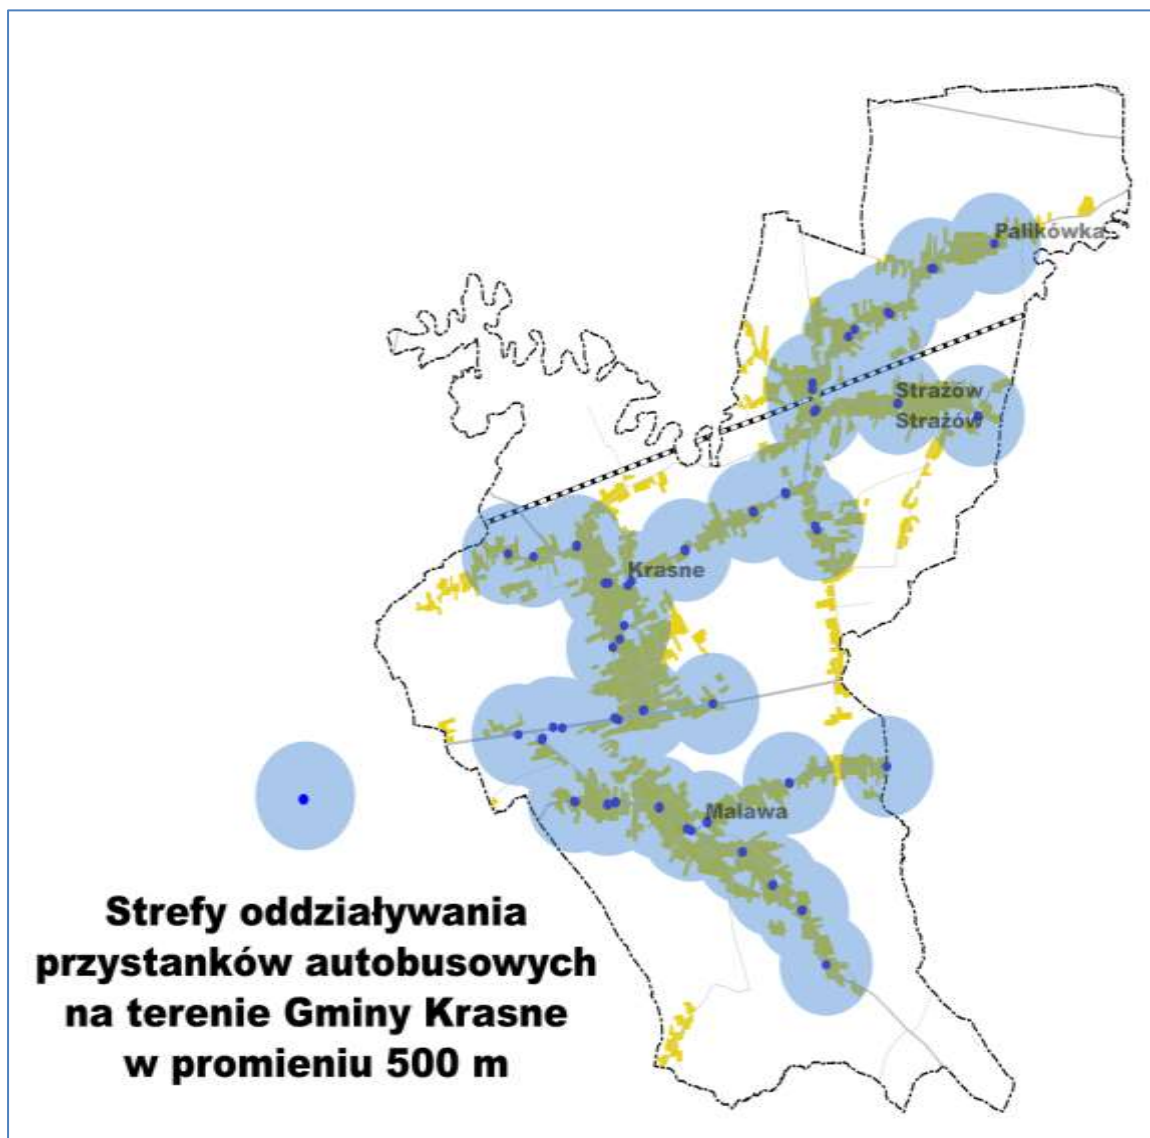 Palikówka
Strażów
Strażów
Krasne
Malawa
Strefy oddziaływania
przystanków autobusowych
na terenie Gminy Krasne
w promieniu 500 m